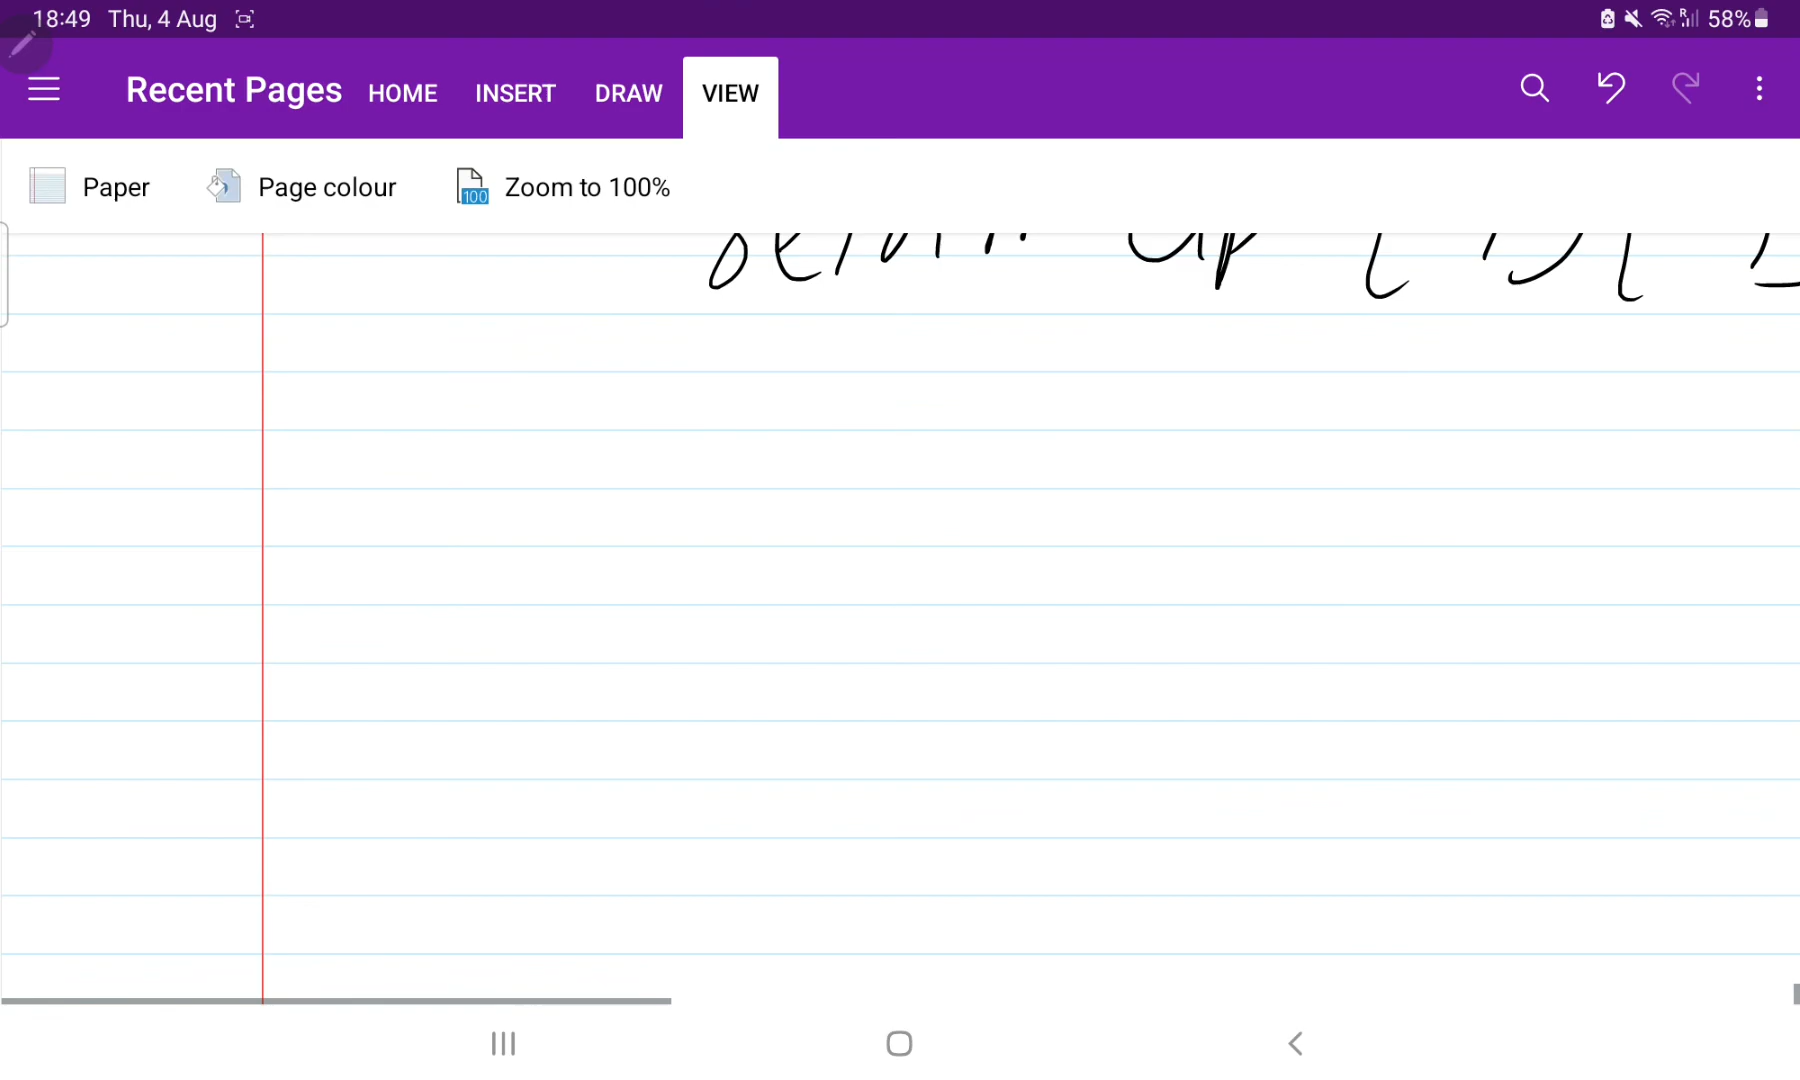 18:49 Thu, 4 Aug 58%
Recent Pages HOME INSERT DRAW VIEW
Paper Page colour Zoom to 100%